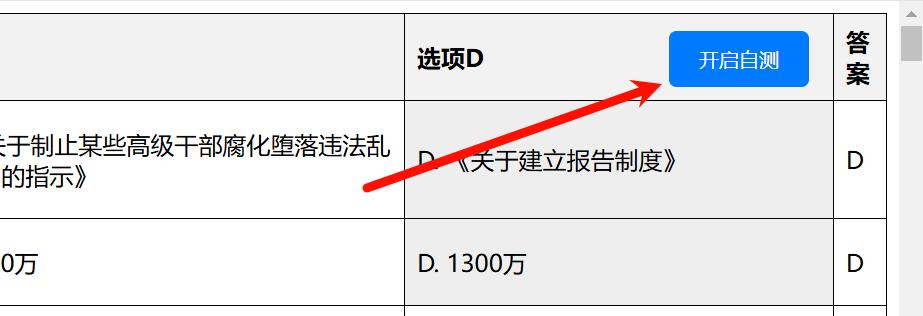 选项D
开启自测
答
案
关于制止某些高级干部腐化堕落违法乱
的指示》
D. 《关于建立报告制度》
D
0万
D. 1300万
D